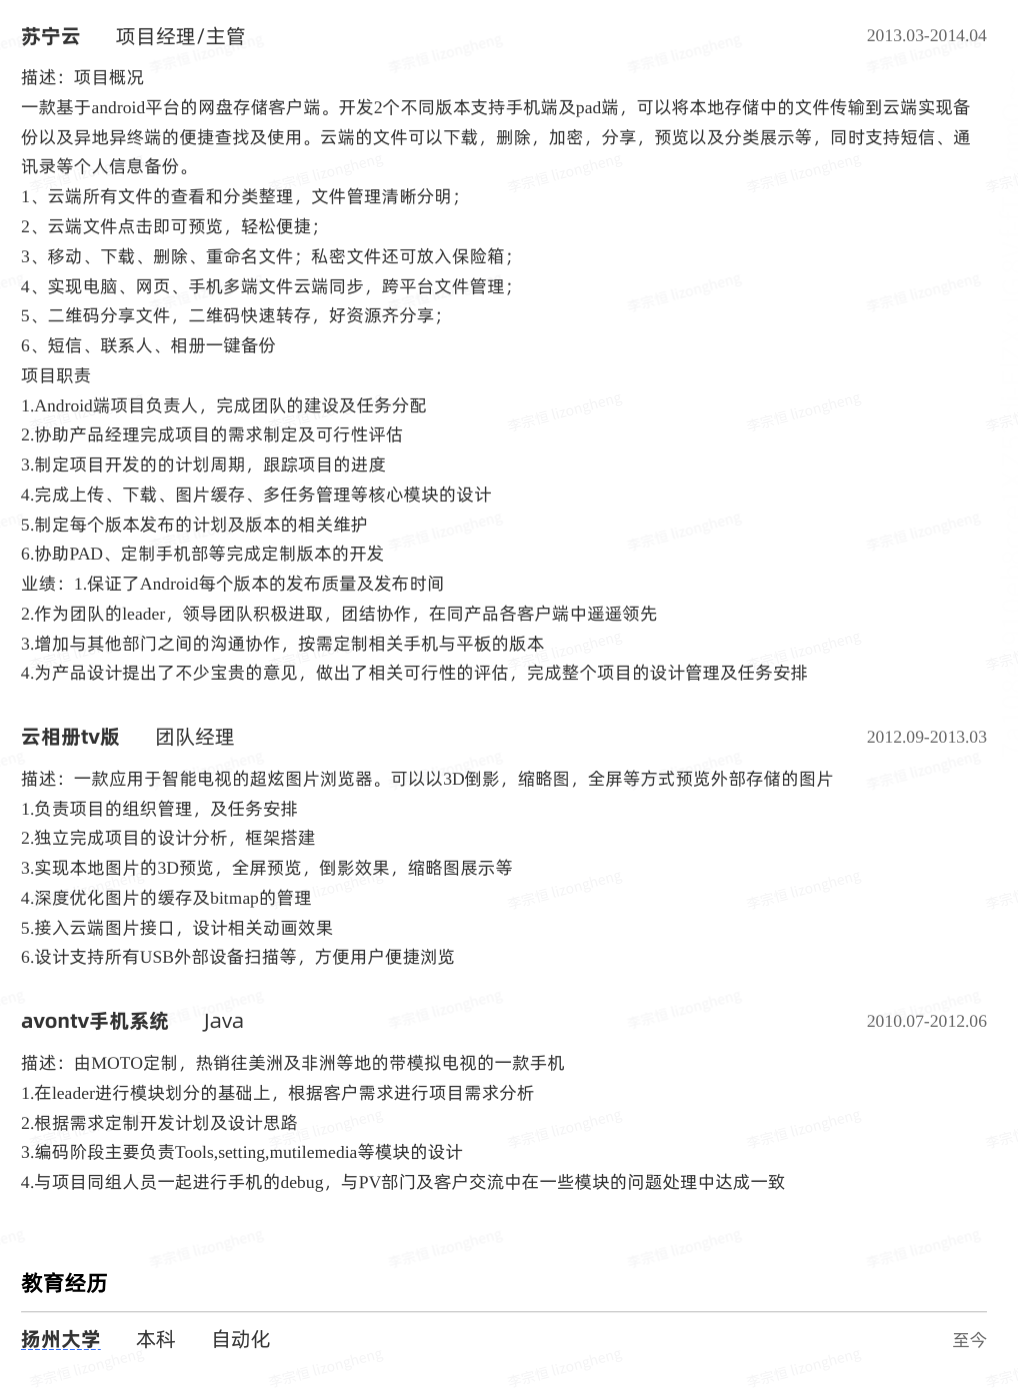 苏宁云 项目经理/主管 2013.03-2014.04
描述：项目概况
一款基于android平台的网盘存储客户端。开发2个不同版本支持手机端及pad端，可以将本地存储中的文件传输到云端实现备
份以及异地异终端的便捷查找及使用。云端的文件可以下载，删除，加密，分享，预览以及分类展示等，同时支持短信、通
讯录等个人信息备份。
1、云端所有文件的查看和分类整理，文件管理清晰分明；
2、云端文件点击即可预览，轻松便捷；
3、移动、下载、删除、重命名文件；私密文件还可放入保险箱；
4、实现电脑、网页、手机多端文件云端同步，跨平台文件管理；
5、二维码分享文件，二维码快速转存，好资源齐分享；
6、短信、联系人、相册一键备份
项目职责
1.Android端项目负责人，完成团队的建设及任务分配
2.协助产品经理完成项目的需求制定及可行性评估
3.制定项目开发的的计划周期，跟踪项目的进度
4.完成上传、下载、图片缓存、多任务管理等核心模块的设计
5.制定每个版本发布的计划及版本的相关维护
6.协助PAD、定制手机部等完成定制版本的开发
业绩：1.保证了Android每个版本的发布质量及发布时间
2.作为团队的leader，领导团队积极进取，团结协作，在同产品各客户端中遥遥领先
3.增加与其他部门之间的沟通协作，按需定制相关手机与平板的版本
4.为产品设计提出了不少宝贵的意见，做出了相关可行性的评估，完成整个项目的设计管理及任务安排
云相册tv版 团队经理 2012.09-2013.03
描述：一款应用于智能电视的超炫图片浏览器。可以以3D倒影，缩略图，全屏等方式预览外部存储的图片
1.负责项目的组织管理，及任务安排
2.独立完成项目的设计分析，框架搭建
3.实现本地图片的3D预览，全屏预览，倒影效果，缩略图展示等
4.深度优化图片的缓存及bitmap的管理
5.接入云端图片接口，设计相关动画效果
6.设计支持所有USB外部设备扫描等，方便用户便捷浏览
avontv手机系统 Java 2010.07-2012.06
描述：由MOTO定制，热销往美洲及非洲等地的带模拟电视的一款手机
1.在leader进行模块划分的基础上，根据客户需求进行项目需求分析
2.根据需求定制开发计划及设计思路
3.编码阶段主要负责Tools,setting,mutilemedia等模块的设计
4.与项目同组人员一起进行手机的debug，与PV部门及客户交流中在一些模块的问题处理中达成一致
教育经历
扬州大学 本科 自动化 至今